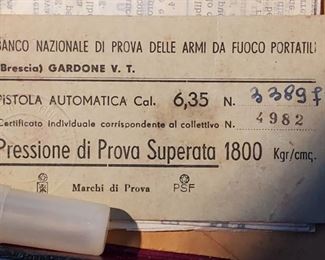 BANCO NAZIONALE DI PROVA DELLE ARMI DA FUOCO PORTATILI
(Brescia) GARDONE V. T.
PISTOLA AUTOMATICA Cal. 6,35 N. 33897
Certificato Individuale corrispondente al collettivo N. 4982
Pressione di Prova Superata 1800 Kgr/cmq.
Marchi di Prova PSF